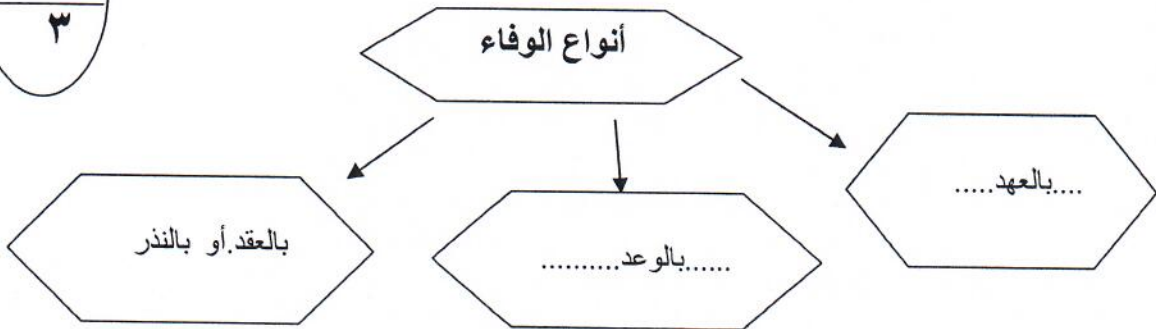 ٣
أنواع الوفاء
....بالعهد.....
......بالوعد..........
بالعقد.أو بالنذر